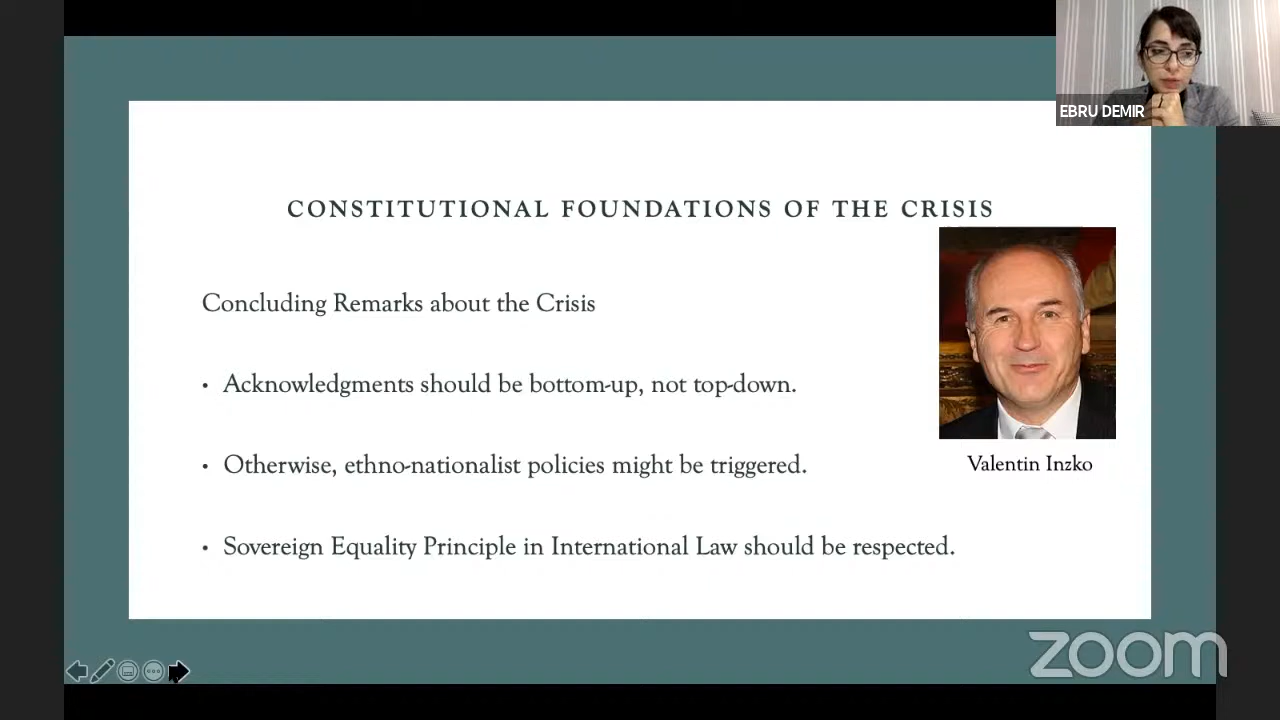 EBRU DEMIR
CONSTITUTIONAL FOUNDATIONS OF THE CRISIS
Concluding Remarks about the Crisis
• Acknowledgments should be bottom-up, not top-down.
• Otherwise, ethno-nationalist policies might be triggered.
Valentin Inzko
• Sovereign Equality Principle in International Law should be respected.
zoom